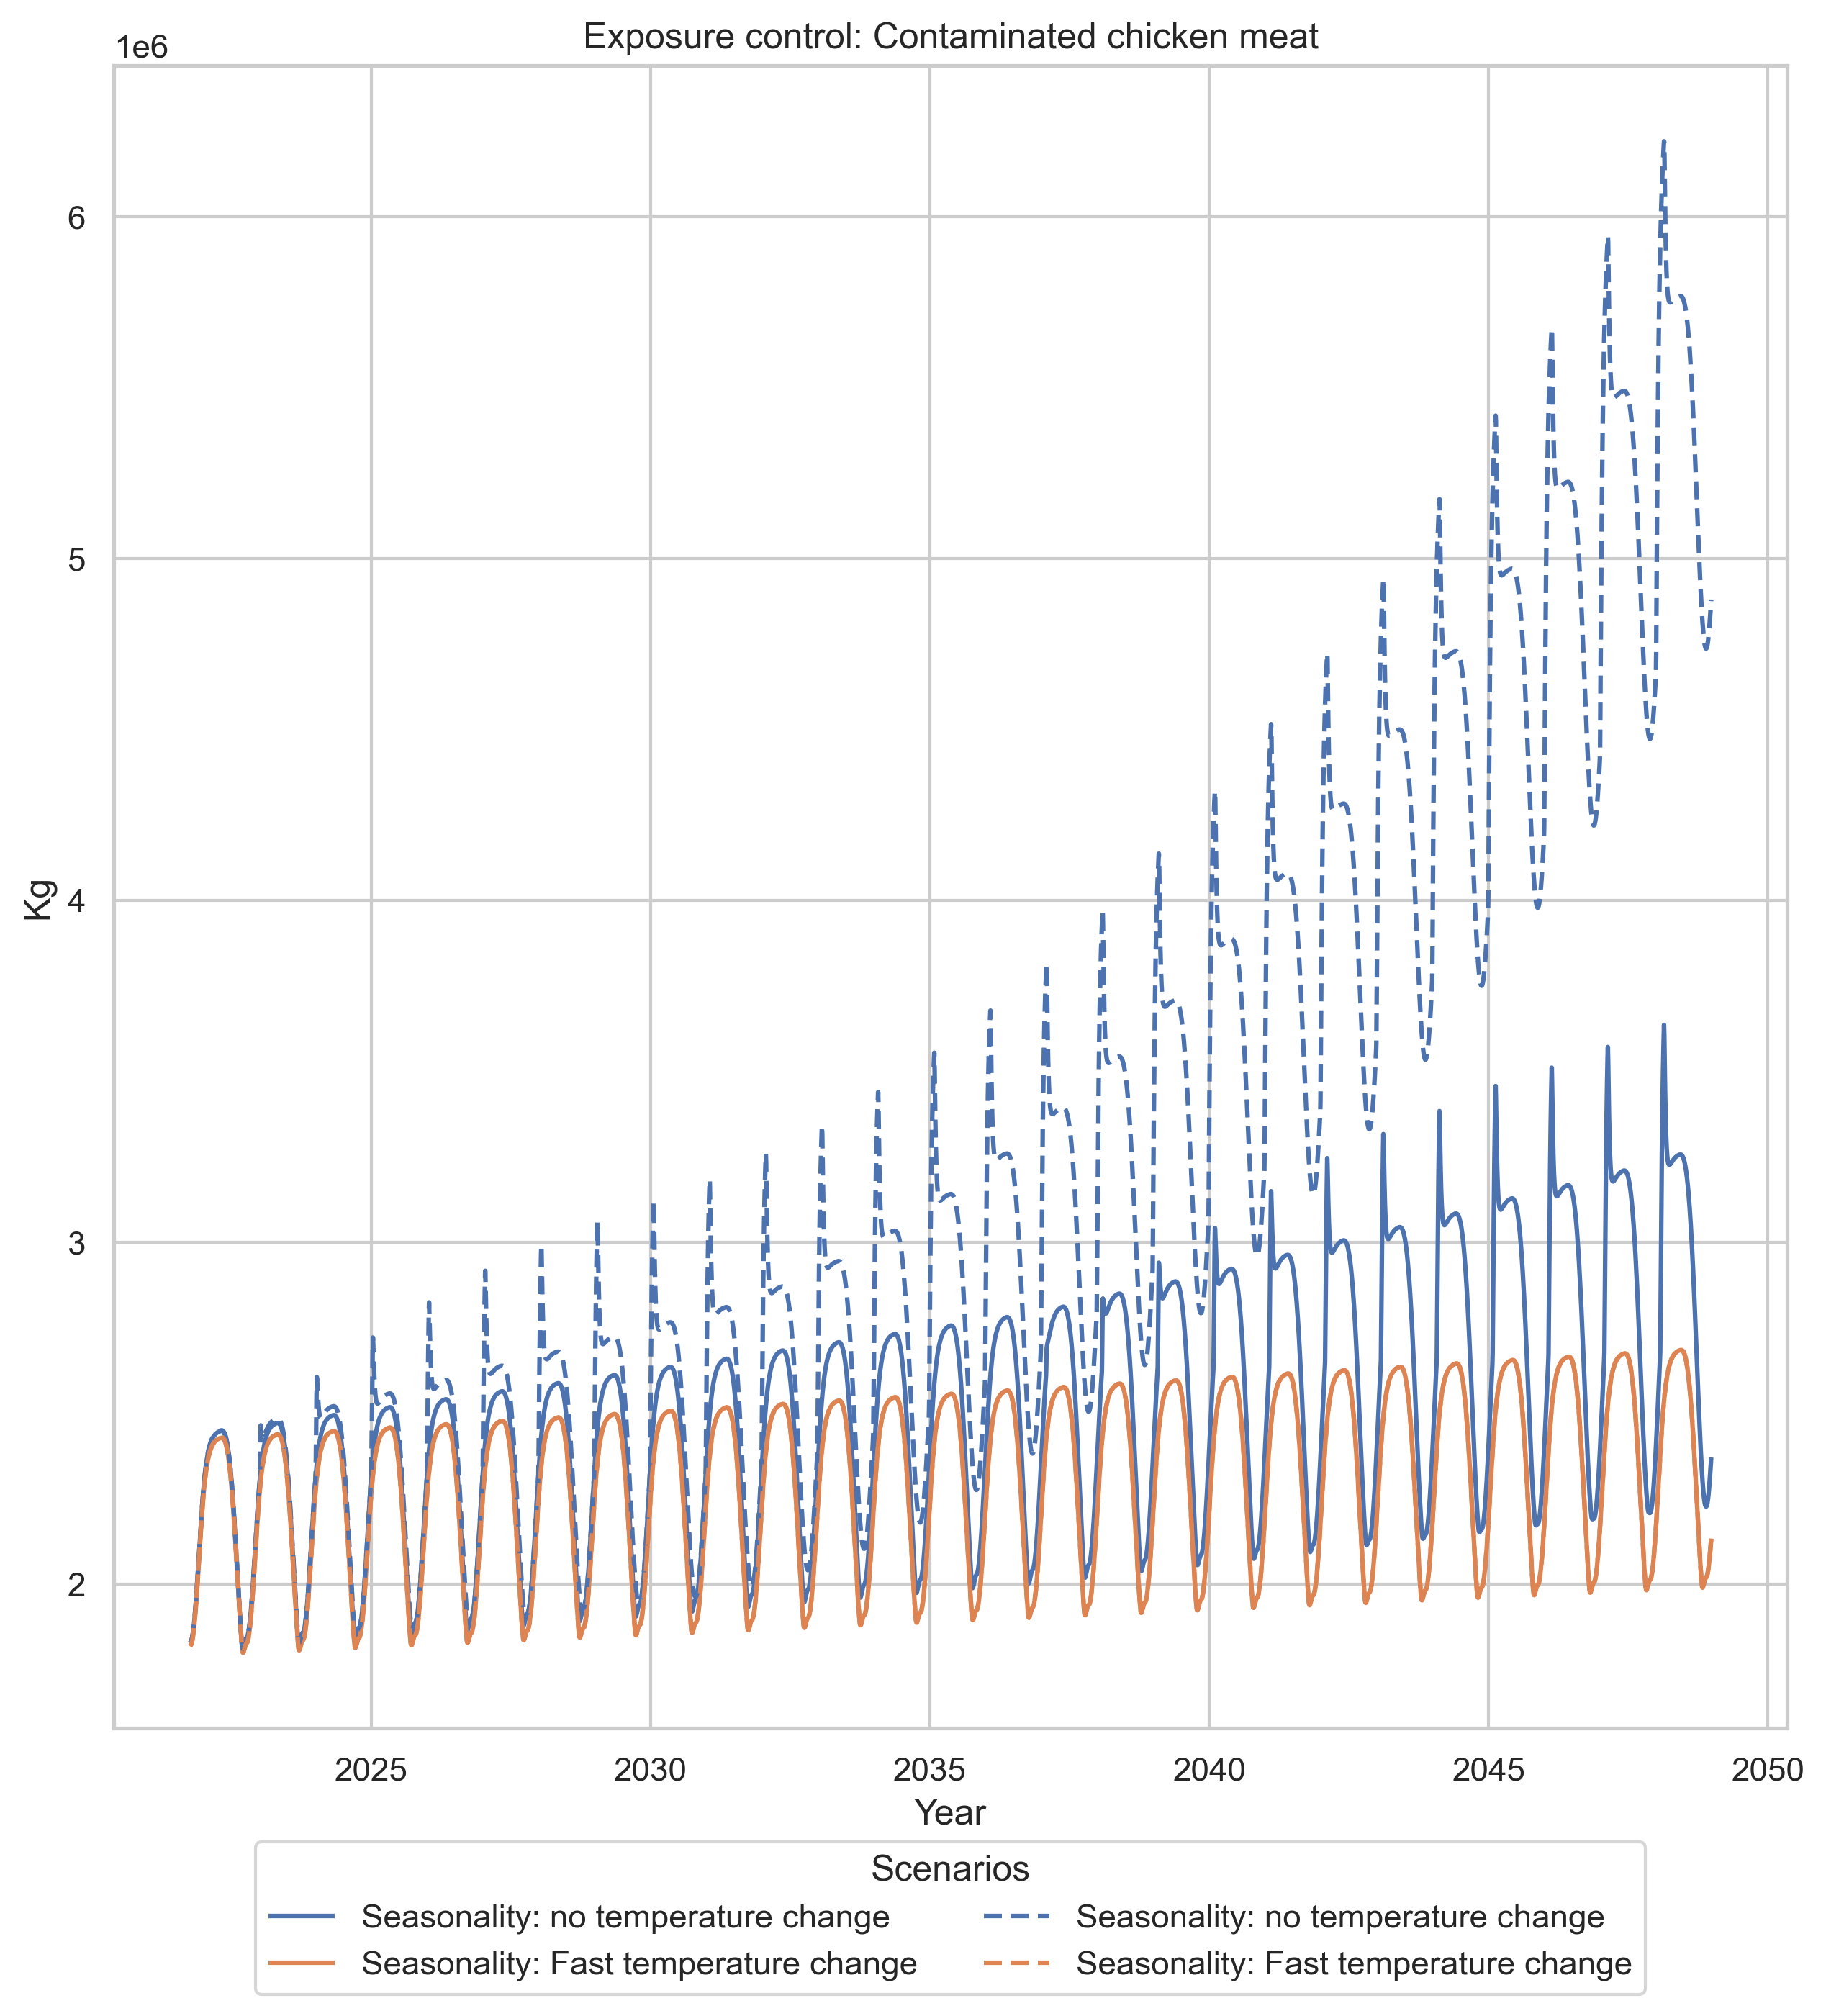 Exposure control: Contaminated chicken meat
1e6
6
5
4
3
2
Kg
2025 2030 2035 2040 2045 2050
Year
Scenarios
Seasonality: no temperature change Seasonality: no temperature change
Seasonality: Fast temperature change Seasonality: Fast temperature change